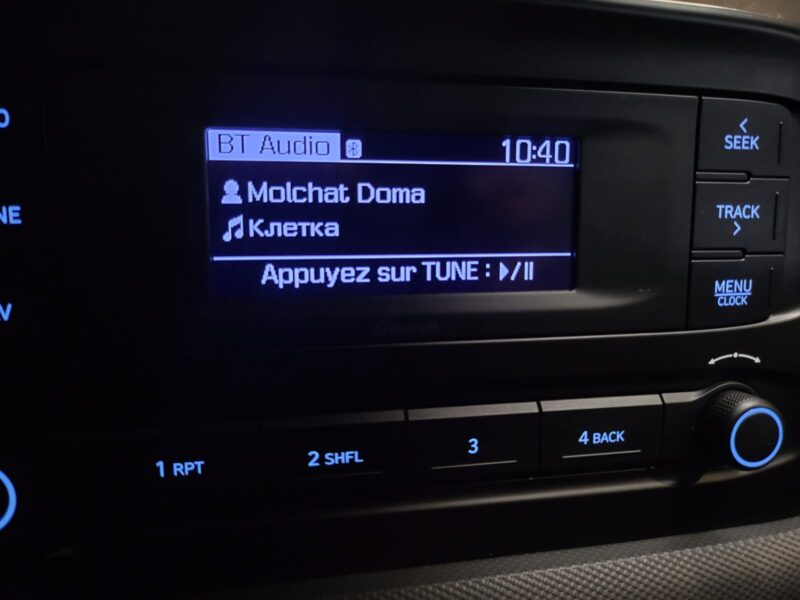 BT Audio 10:40
Molchat Doma
Клетка
Appuyez sur TUNE :
SEEK
TRACK
MENU
CLOCK
1 RPT
2 SHFL
3
4 BACK